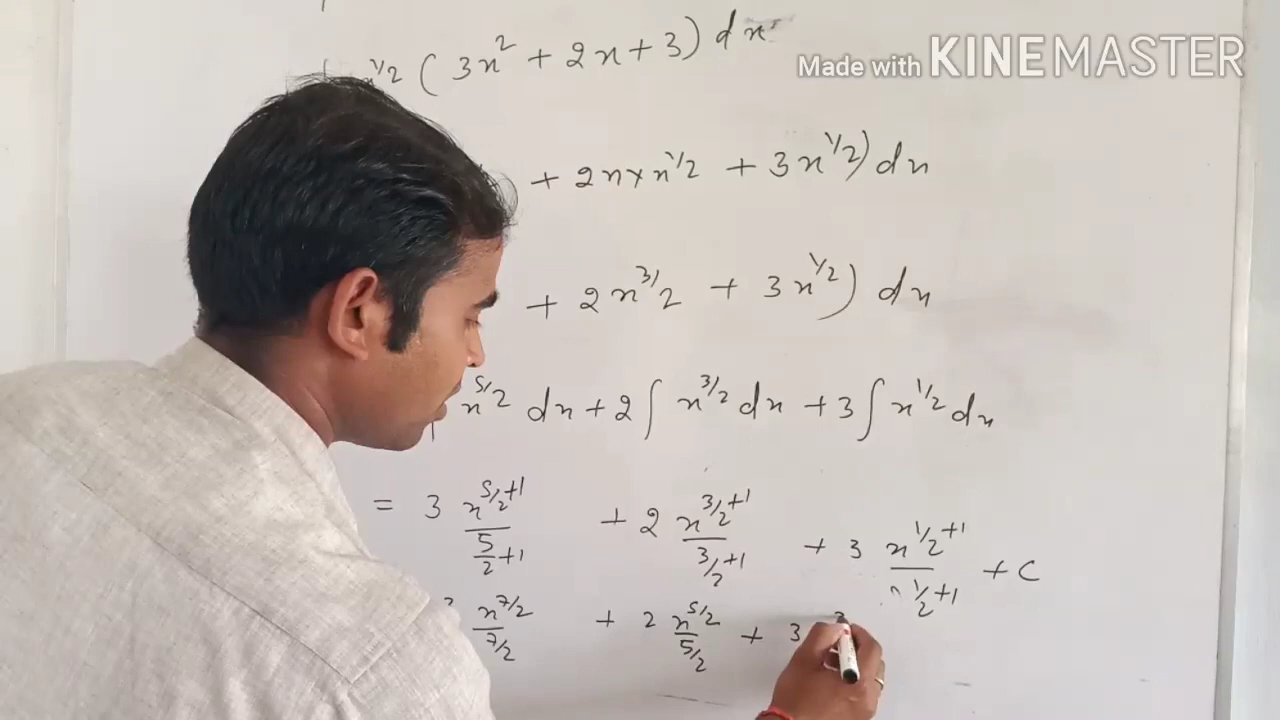 Made with KINEMASTER
x^1/2 ( 3x^2 + 2x + 3 ) dx
+ 2x × x^1/2 + 3x^1/2 ) dx
+ 2x^3/2 + 3x^1/2 ) dx
x^5/2 dx + 2∫ x^3/2 dx + 3∫ x^1/2 dx
= 3 x^5/2+1 / 5/2+1 + 2 x^3/2+1 / 3/2+1 + 3 x^1/2+1 / 1/2+1 + C
x^7/2 / 7/2 + 2 x^5/2 / 5/2 + 3